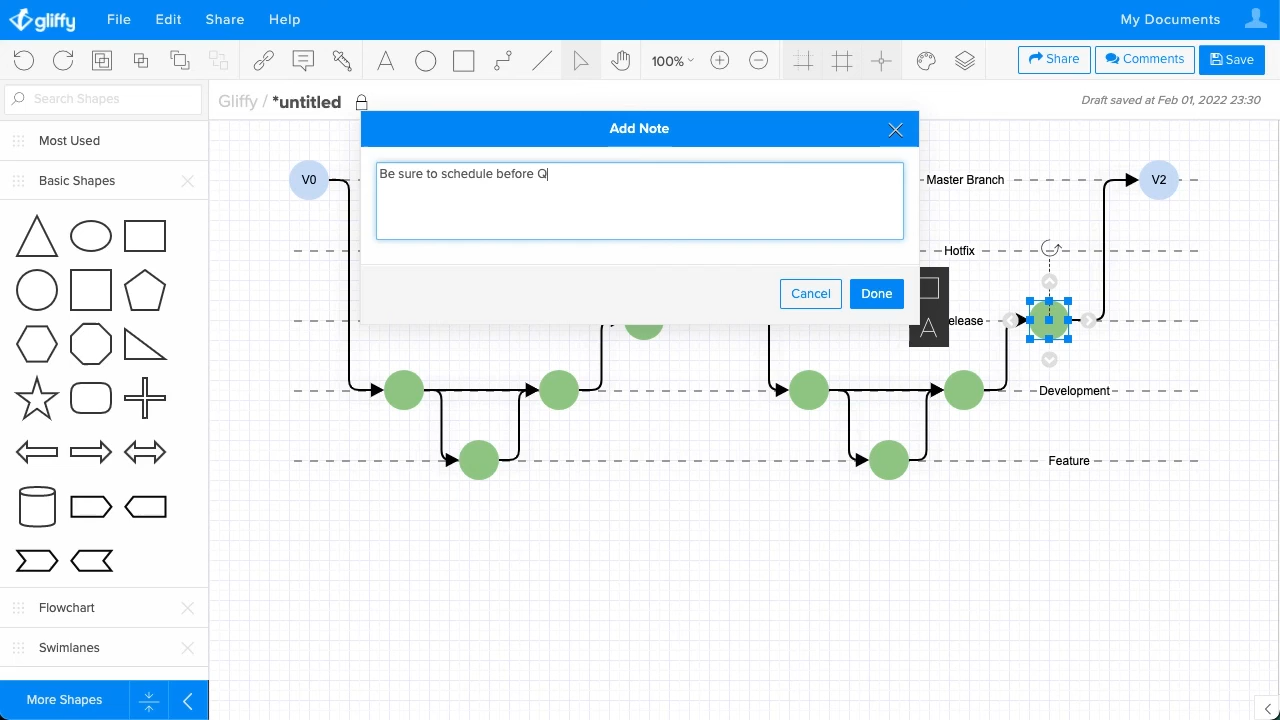 gliffy File Edit Share Help My Documents
100% Share Comments Save
Search Shapes
Gliffy / *untitled
Draft saved at Feb 01, 2022 23:30
Most Used
Basic Shapes
Flowchart
Swimlanes
More Shapes
Add Note
Be sure to schedule before Q
Cancel Done
V0 Master Branch V2
Hotfix
elease
Development
Feature
A
A